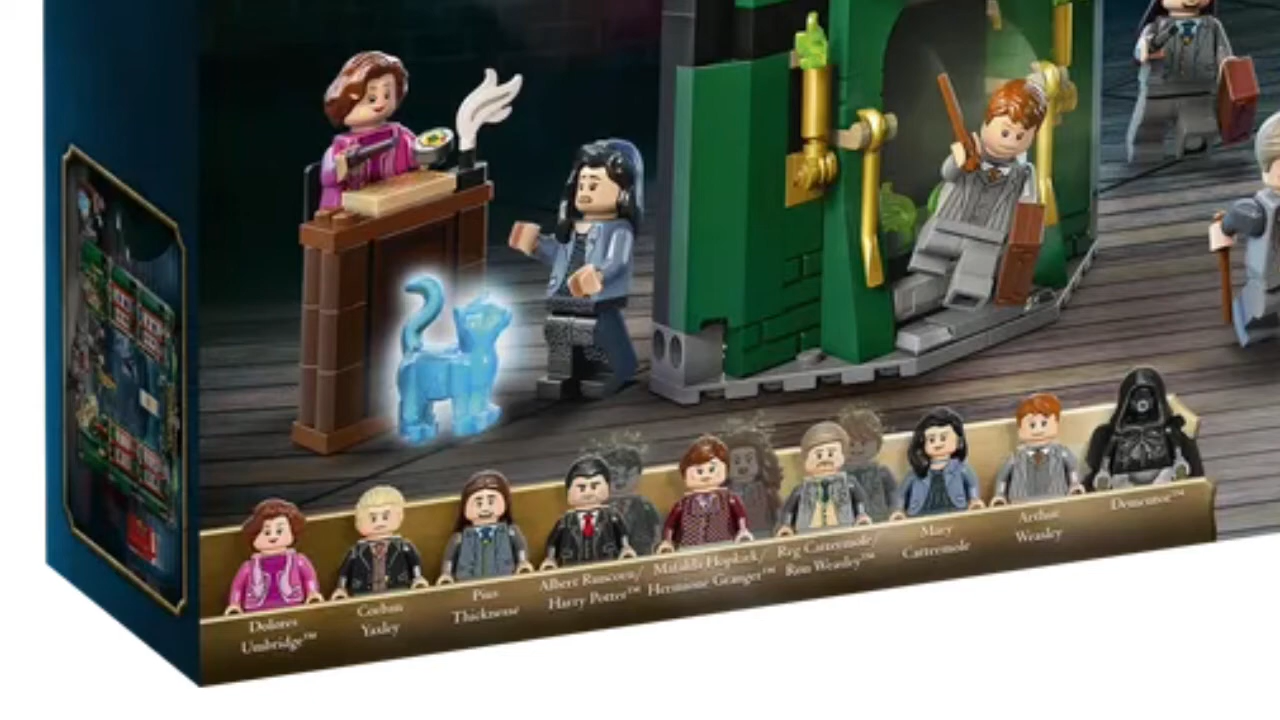 Dolores
Umbridge™
Corban
Yaxley
Pius
Thicknesse
Albert Runcorn/
Harry Potter™
Mafalda Hopkirk/
Hermione Granger™
Reg Cattermole/
Ron Weasley™
Mary
Cattermole
Arthur
Weasley
Dementor™